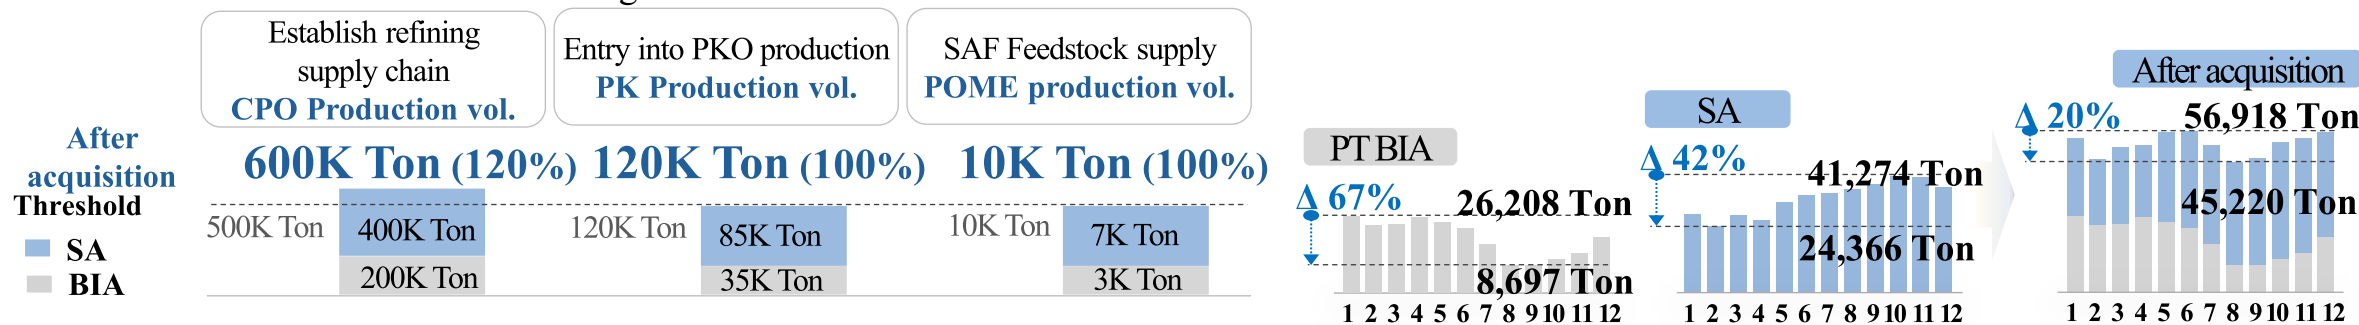 Establish refining
supply chain
CPO Production vol.
Entry into PKO production
PK Production vol.
SAF Feedstock supply
POME production vol.
After
acquisition
600K Ton (120%)
120K Ton (100%)
10K Ton (100%)
Threshold
500K Ton
400K Ton
200K Ton
120K Ton
85K Ton
35K Ton
10K Ton
7K Ton
3K Ton
SA
BIA
PT BIA
Δ 67%
26,208 Ton
8,697 Ton
1 2 3 4 5 6 7 8 9 10 11 12
SA
Δ 42%
41,274 Ton
24,366 Ton
1 2 3 4 5 6 7 8 9 10 11 12
After acquisition
Δ 20%
56,918 Ton
45,220 Ton
1 2 3 4 5 6 7 8 9 10 11 12